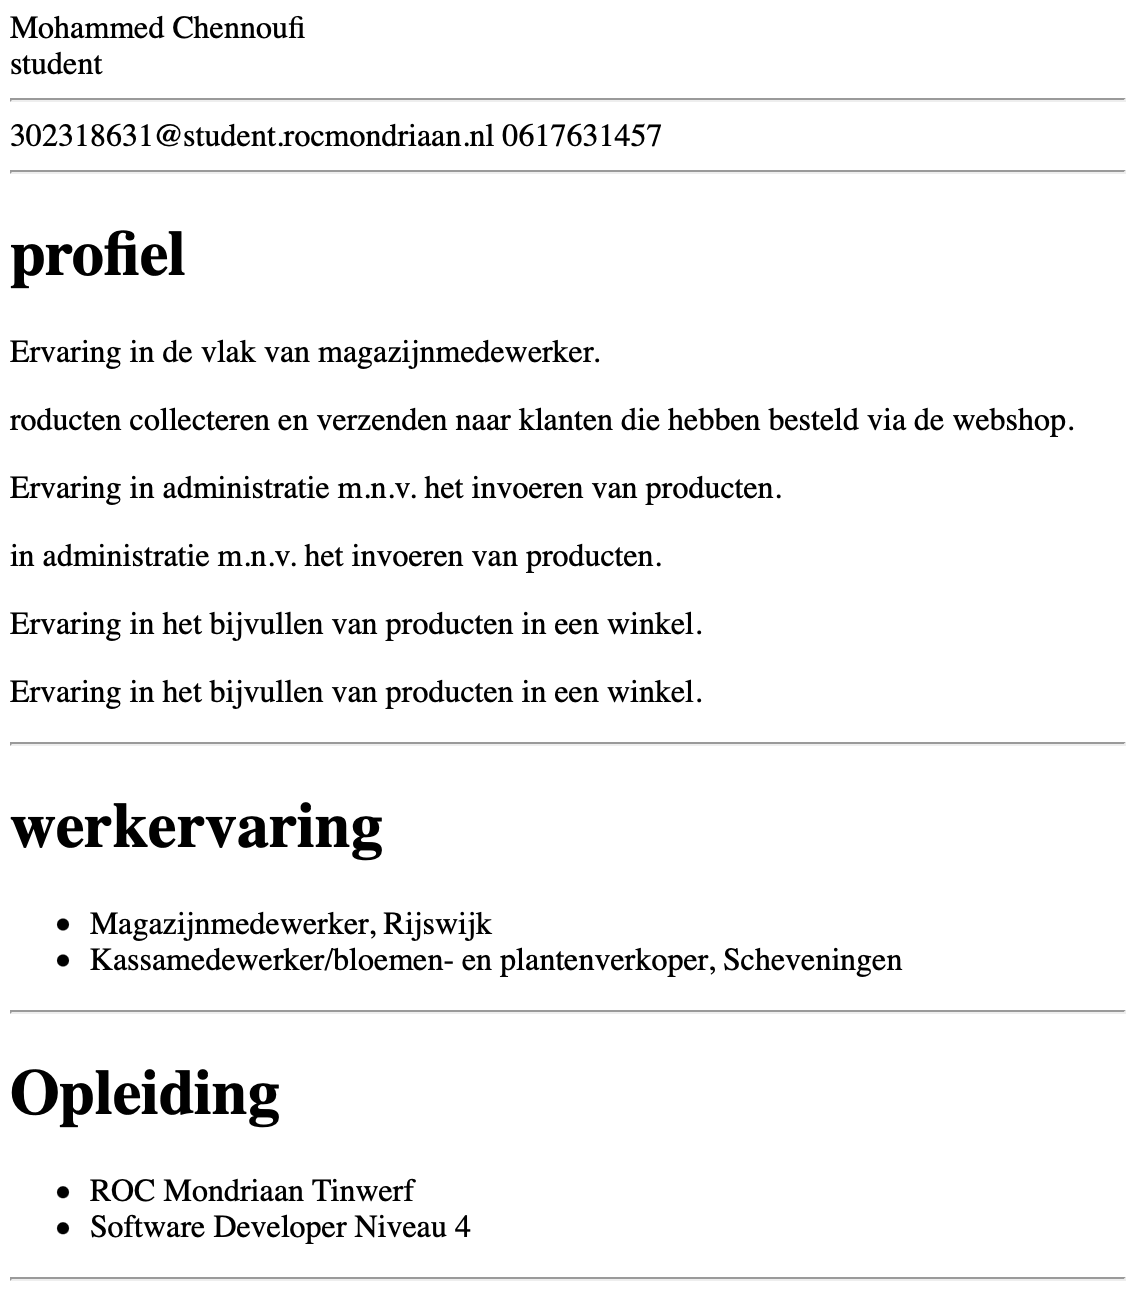 Mohammed Chennoufi
student
302318631@student.rocmondriaan.nl 0617631457
profiel
Ervaring in de vlak van magazijnmedewerker.
roducten collecteren en verzenden naar klanten die hebben besteld via de webshop.
Ervaring in administratie m.n.v. het invoeren van producten.
in administratie m.n.v. het invoeren van producten.
Ervaring in het bijvullen van producten in een winkel.
Ervaring in het bijvullen van producten in een winkel.
werkervaring
• Magazijnmedewerker, Rijswijk
• Kassamedewerker/bloemen- en plantenverkoper, Scheveningen
Opleiding
• ROC Mondriaan Tinwerf
• Software Developer Niveau 4